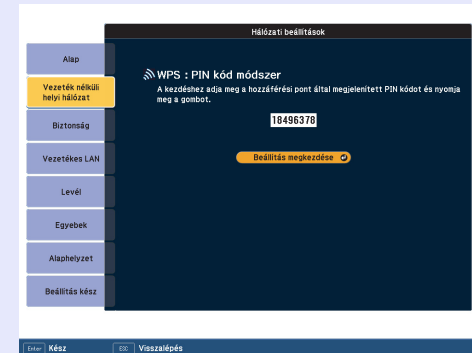 Hálózati beállítások
Alap
Vezeték nélküli
helyi hálózat
Biztonság
Vezetékes LAN
Levél
Egyebek
Alaphelyzet
Beállítás kész
WPS : PIN kód módszer
A kezdéshez adja meg a hozzáférési pont által megjelenített PIN kódot és nyomja
meg a gombot.
18496378
Beállítás megkezdése
Enter Kész
ESC Visszalépés